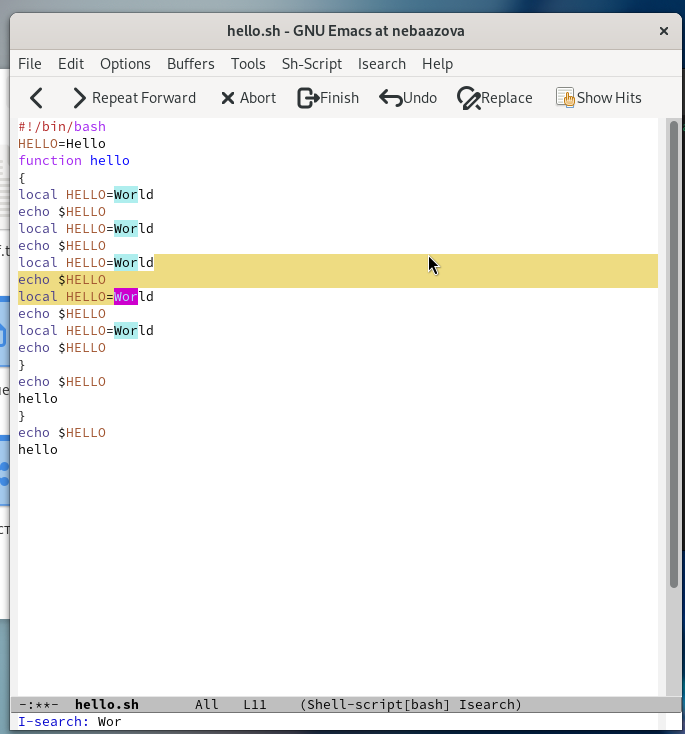 hello.sh - GNU Emacs at nebaazova
File Edit Options Buffers Tools Sh-Script Isearch Help
Repeat Forward Abort Finish Undo Replace Show Hits
#!/bin/bash
HELLO=Hello
function hello
{
local HELLO=World
echo $HELLO
local HELLO=World
echo $HELLO
local HELLO=World
echo $HELLO
local HELLO=World
echo $HELLO
local HELLO=World
echo $HELLO
}
echo $HELLO
hello
}
echo $HELLO
hello
-:**- hello.sh All L11 (Shell-script[bash] Isearch)
I-search: Wor